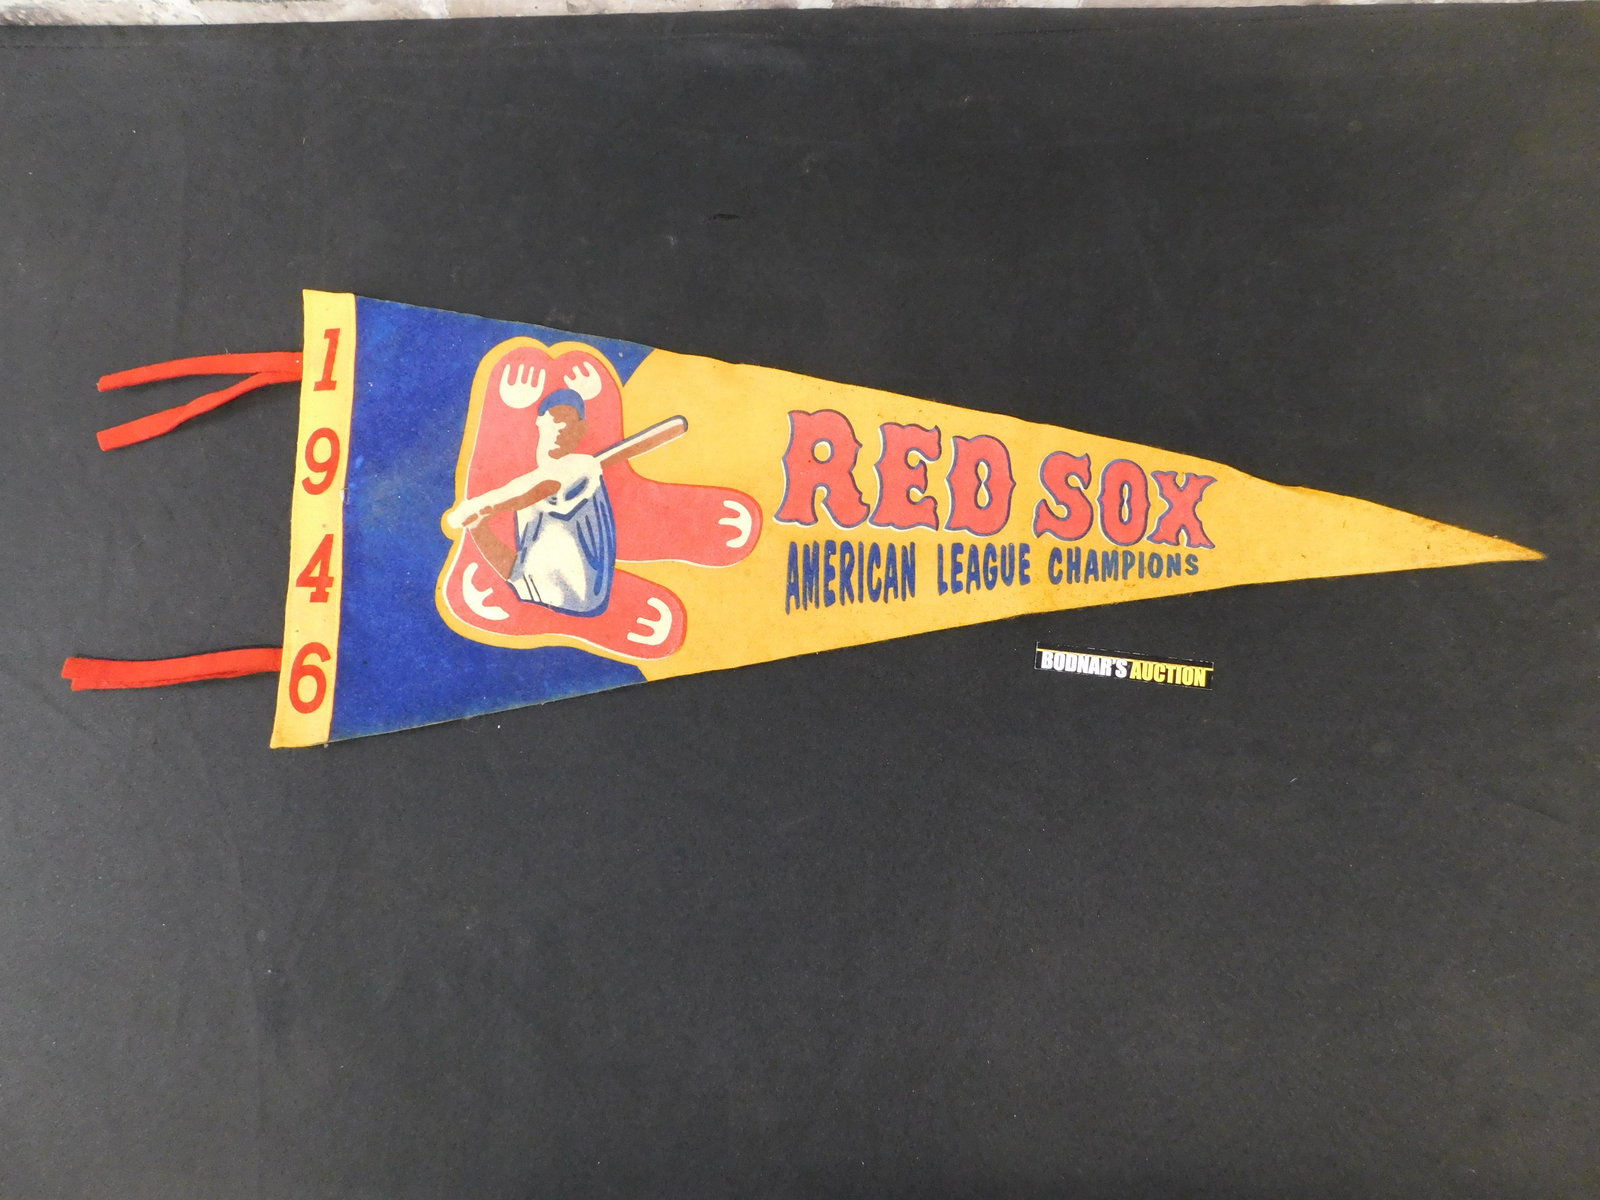 1946
RED SOX
AMERICAN LEAGUE CHAMPIONS
BODNAR'S AUCTION